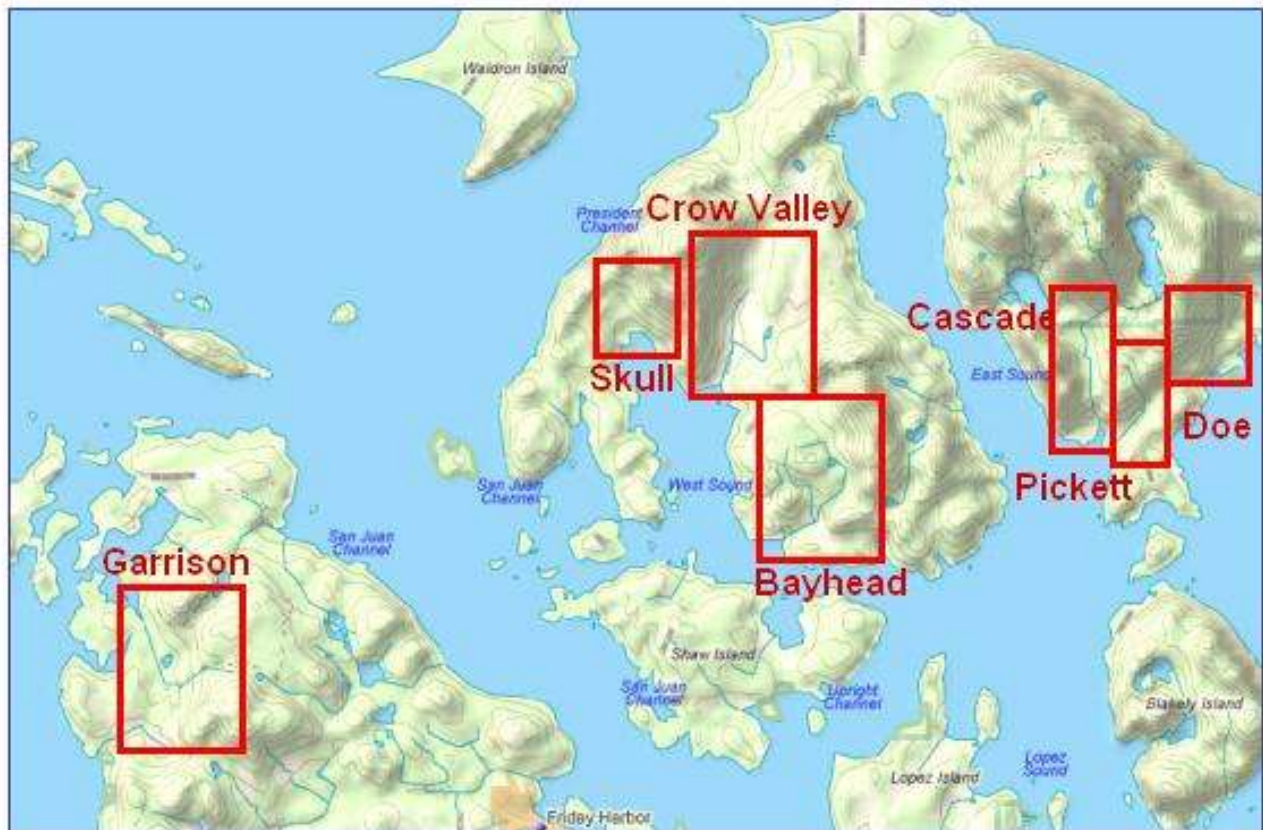 Waldron Island
President
Channel
Crow Valley
Cascade
East Sound
Skull
Doe
Pickett
West Sound
San Juan
Channel
San Juan
Channel
Garrison
Bayhead
Shaw Island
San Juan
Channel
Upright
Channel
Blakely Island
Lopez
Sound
Lopez Island
Friday Harbor